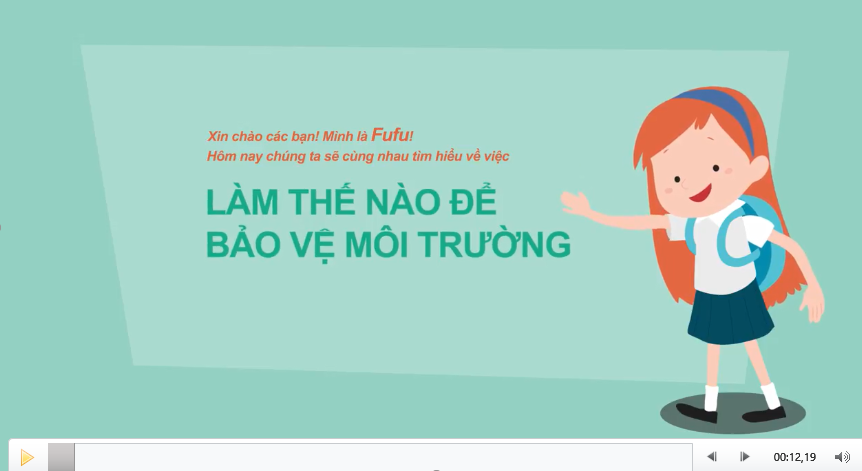 Xin chào các bạn! Mình là Fufu!
Hôm nay chúng ta sẽ cùng nhau tìm hiểu về việc
LÀM THẾ NÀO ĐỂ
BẢO VỆ MÔI TRƯỜNG
00:12,19